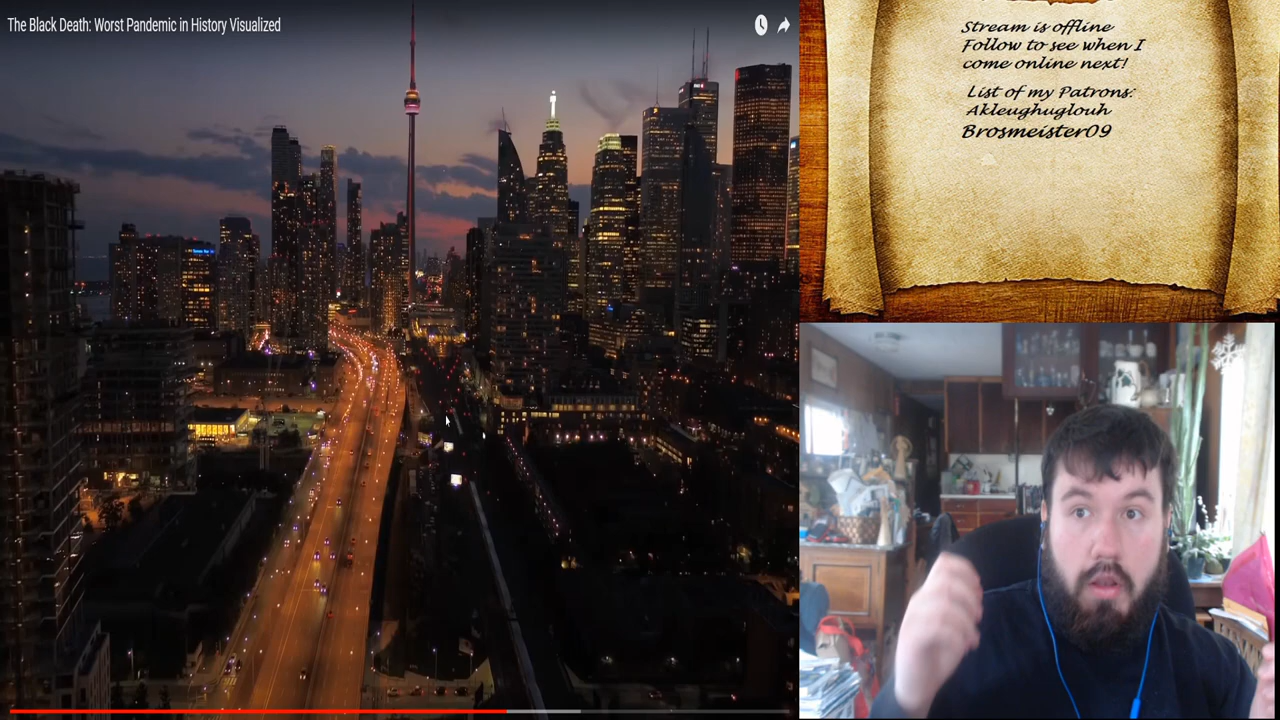 The Black Death: Worst Pandemic in History Visualized
Stream is offline
Follow to see when I
come online next!
List of my Patrons:
Akleughuglouh
Brosmeister09